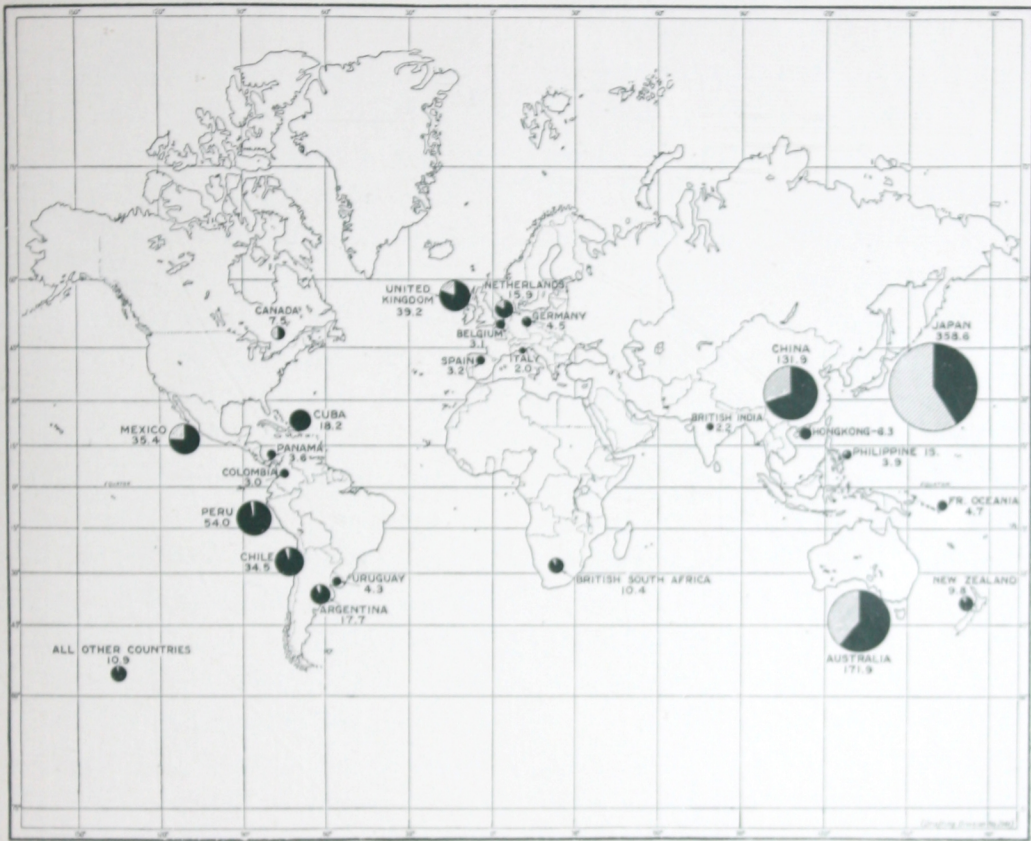 UNITED
KINGDOM
39.2
NETHERLANDS
15.9
CANADA
7.5
GERMANY
4.5
BELGIUM
3.1
SPAIN
3.2
ITALY
2.0
JAPAN
358.6
CHINA
131.9
CUBA
18.2
MEXICO
35.4
BRITISH INDIA
2.2
HONGKONG-6.3
PANAMA
3.6
PHILIPPINE IS.
3.9
COLOMBIA
3.0
EQUATOR
EQUATOR
FR. OCEANIA
4.7
PERU
54.0
CHILE
34.5
URUGUAY
4.3
BRITISH SOUTH AFRICA
10.4
NEW ZEALAND
9.8
ARGENTINA
17.7
ALL OTHER COUNTRIES
10.9
AUSTRALIA
171.9